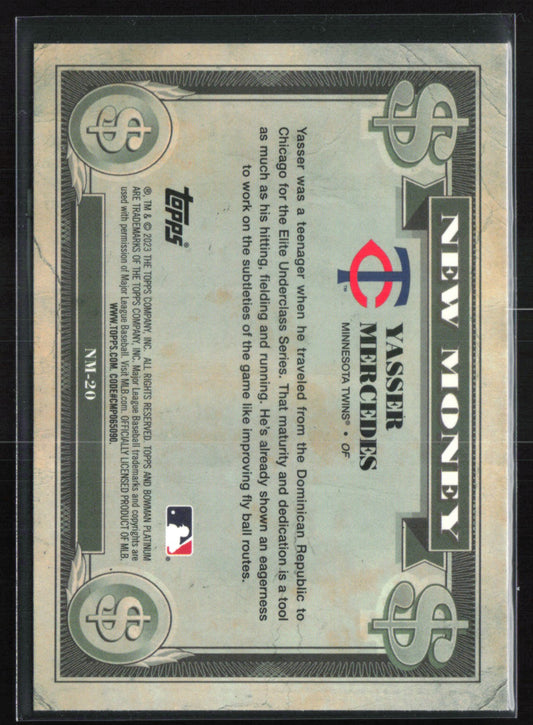 NEW MONEY
TC™
YASSER
MERCEDES
MINNESOTA TWINS® • OF
Yasser was a teenager when he traveled from the Dominican Republic to
Chicago for the Elite Underclass Series. That maturity and dedication is a tool
as much as his hitting, fielding and running. He's already shown an eagerness
to work on the subtleties of the game like improving fly ball routes.
topps®
®, TM & © 2023 THE TOPPS COMPANY, INC. ALL RIGHTS RESERVED. TOPPS AND BOWMAN PLATINUM
ARE TRADEMARKS OF THE TOPPS COMPANY, INC. Major League Baseball trademarks and copyrights are
used with permission of Major League Baseball. Visit MLB.com. OFFICIALLY LICENSED PRODUCT OF MLB.
WWW.TOPPS.COM. CODE#CMP065090.
NM-20